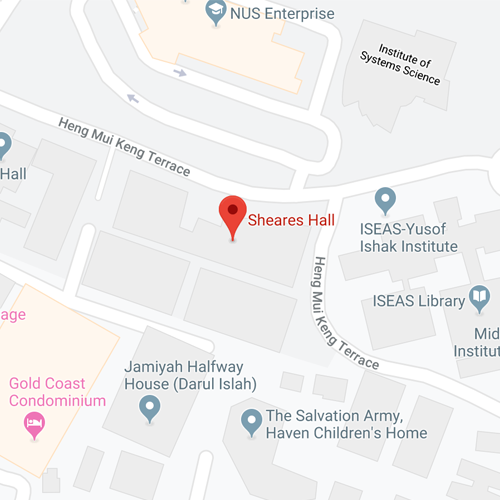 NUS Enterprise
Institute of
Systems Science
Heng Mui Keng Terrace
Hall
Sheares Hall
ISEAS-Yusof
Ishak Institute
Heng Mui Keng Terrace
ISEAS Library
age
Mid
Institut
Jamiyah Halfway
House (Darul Islah)
Gold Coast
Condominium
The Salvation Army,
Haven Children's Home